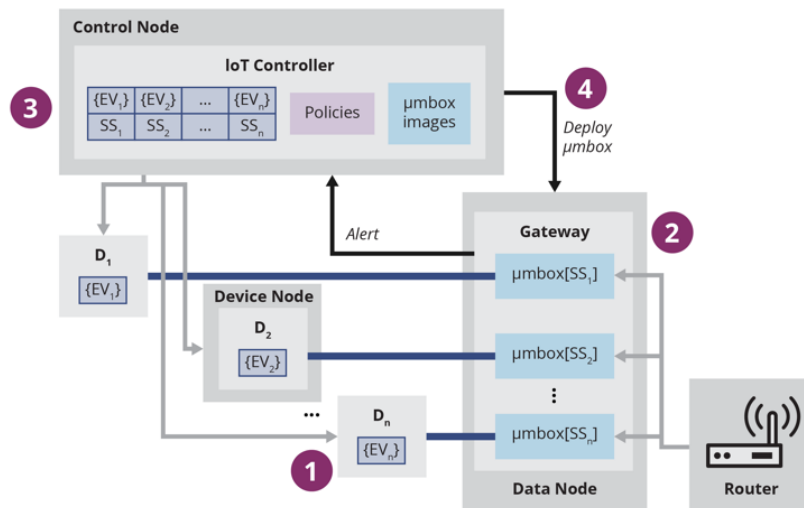 Control Node
IoT Controller
3
{EV₁} {EV₂} ... {EVₙ}
SS₁ SS₂ ... SSₙ
Policies
µmbox
images
4
Deploy
µmbox
Alert
Gateway
2
D₁
{EV₁}
µmbox[SS₁]
Device Node
D₂
{EV₂}
µmbox[SS₂]
...
...
Dₙ
{EVₙ}
µmbox[SSₙ]
1
Data Node
Router